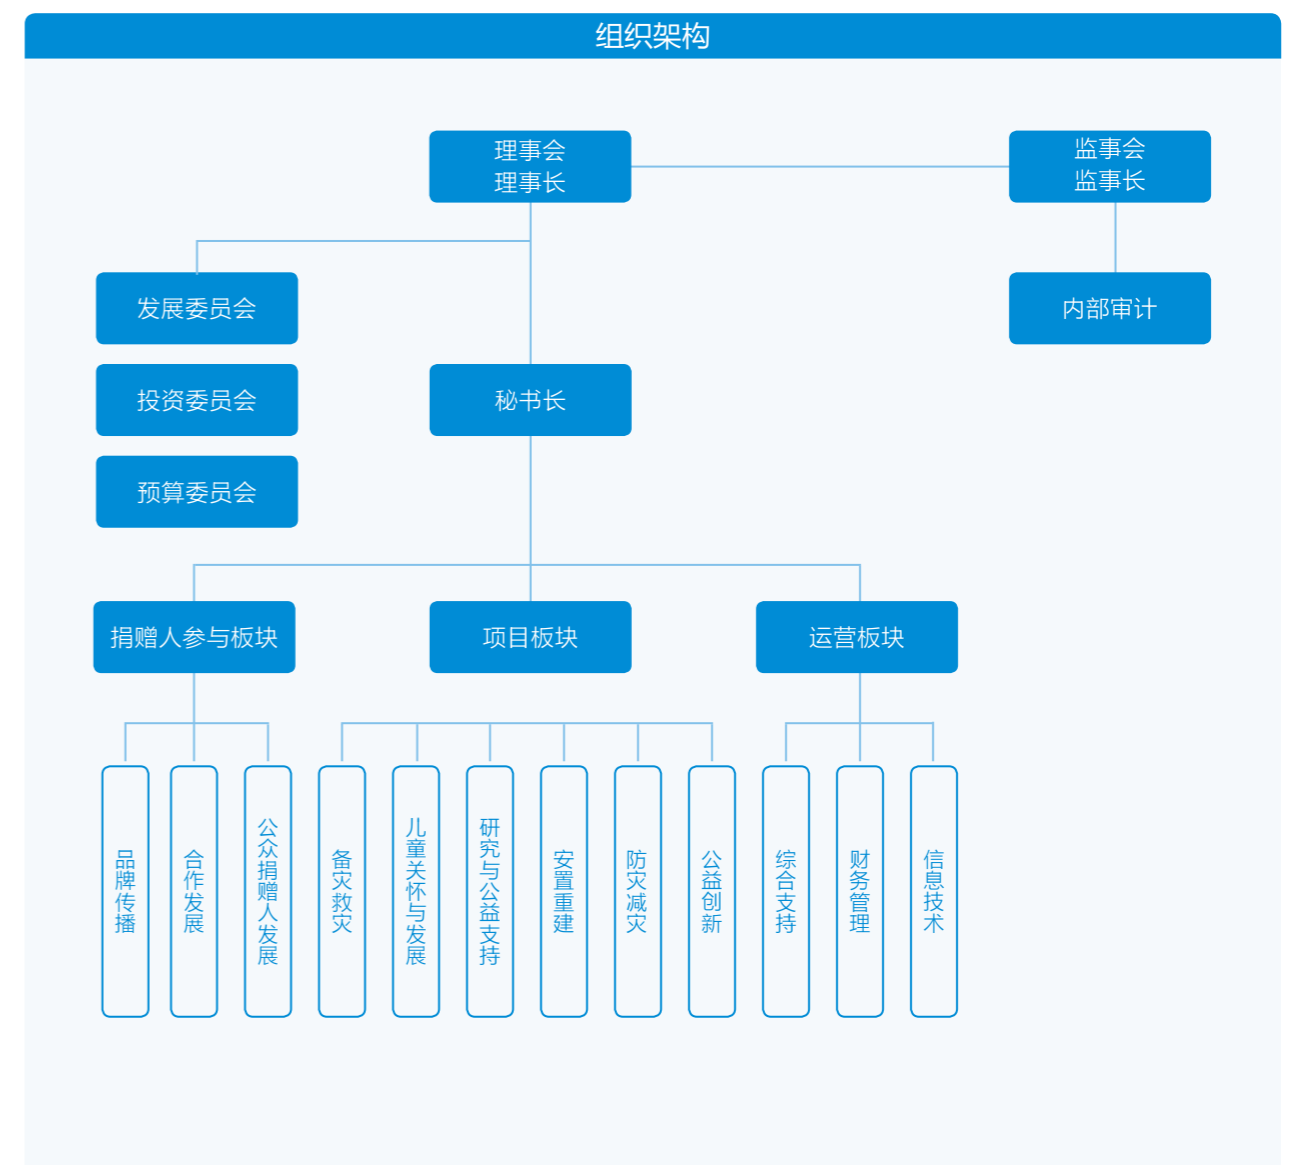 组织架构
理事会
理事长
监事会
监事长
发展委员会
内部审计
投资委员会
秘书长
预算委员会
捐赠人参与板块
项目板块
运营板块
品牌传播
合作发展
公众捐赠人发展
备灾救灾
儿童关怀与发展
研究与公益支持
安置重建
防灾减灾
公益创新
综合支持
财务管理
信息技术